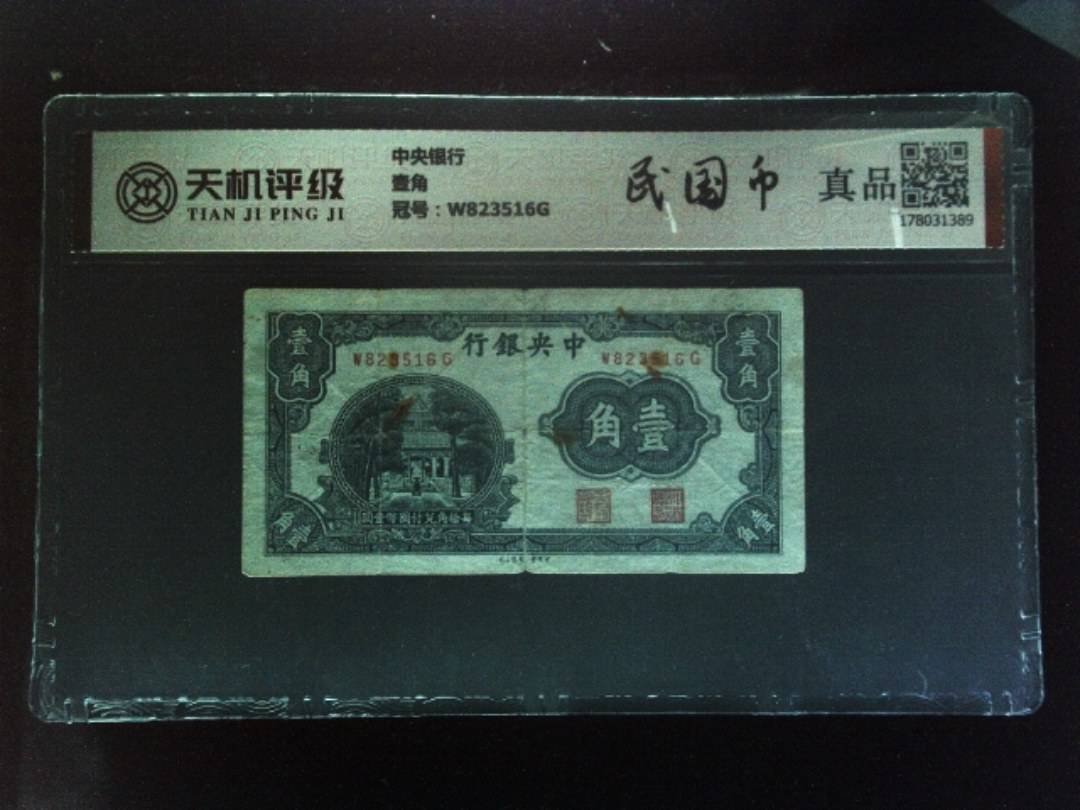 天机评级
TIAN JI PING JI
中央银行
壹角
冠号：W823516G
民国币
真品
178031389
行銀央中
W823516G
W823516G
壹角
壹角
角壹
壹角
壹角